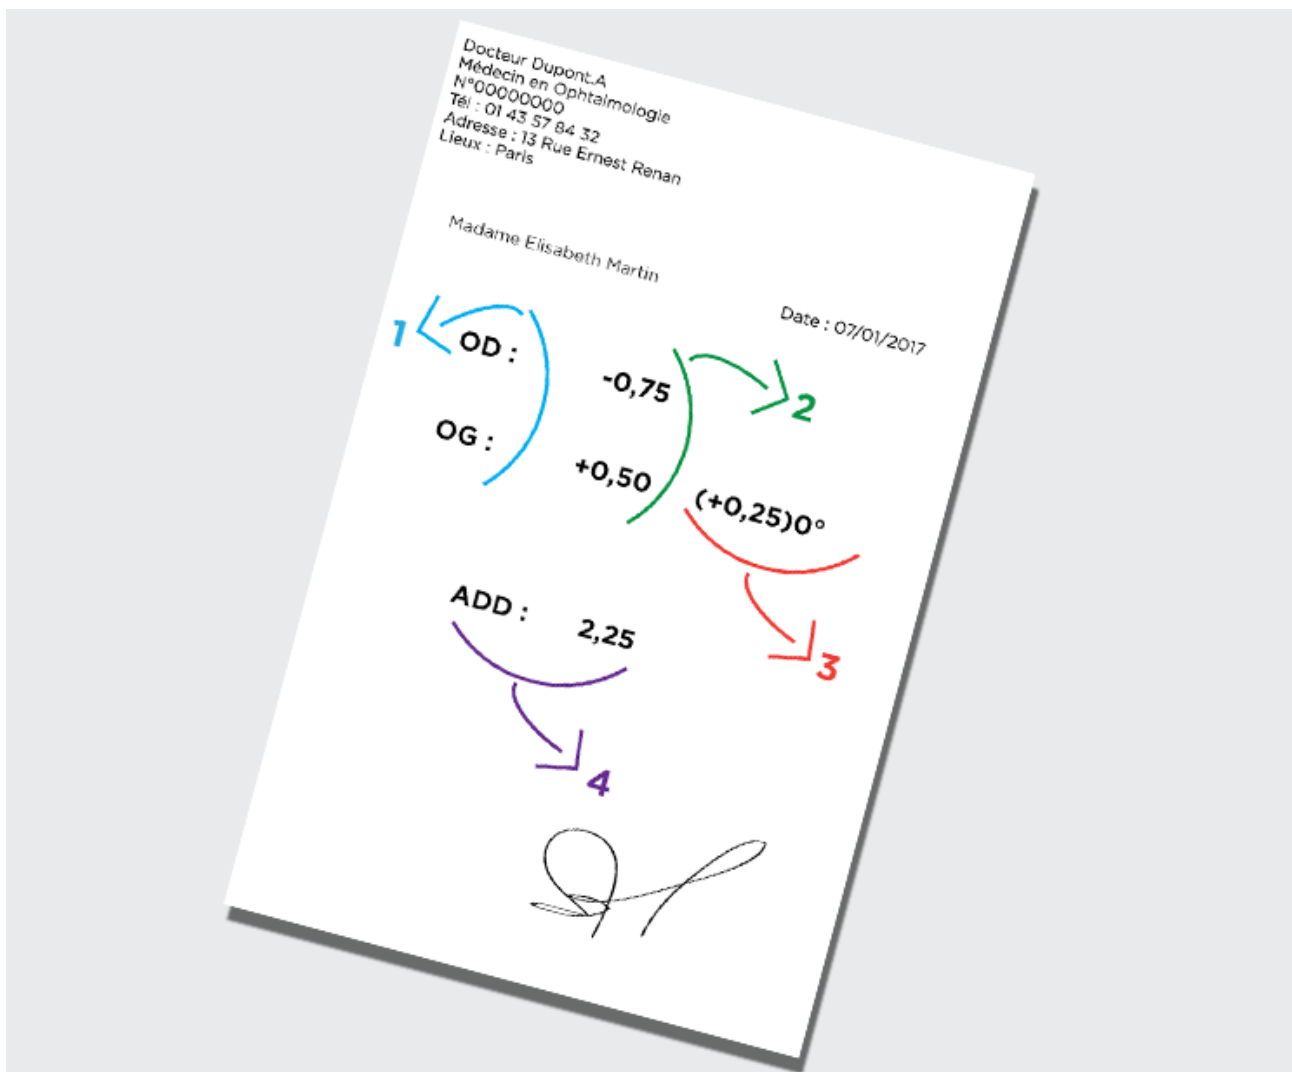 Docteur Dupont.A
Médecin en Ophtalmologie
N°00000000
Tél : 01 43 57 84 32
Adresse : 13 Rue Ernest Renan
Lieux : Paris
Madame Elisabeth Martin
Date : 07/01/2017
1
OD : -0,75
2
OG : +0,50 (+0,25)0°
3
ADD : 2,25
4